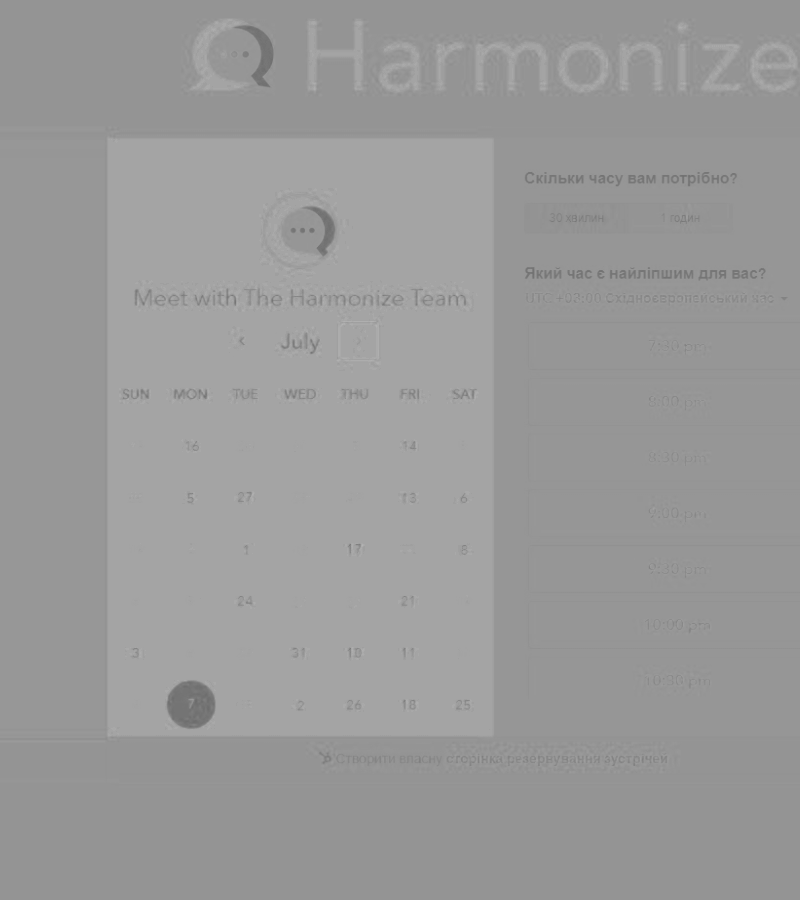 Harmonize
Meet with The Harmonize Team
July
SUN MON TUE WED THU FRI SAT
16 14
5 27 13 6
1 17 8
24 21
3 31 18 11
7 2 26 18 25
Скільки часу вам потрібно?
30 хвилин 1 годин
Який час є найліпшим для вас?
UTC +03:00 Східноєвропейський час
7:30 pm
8:00 pm
8:30 pm
9:00 pm
9:30 pm
10:00 pm
10:30 pm
Створити власну сторінка резервування зустрічей